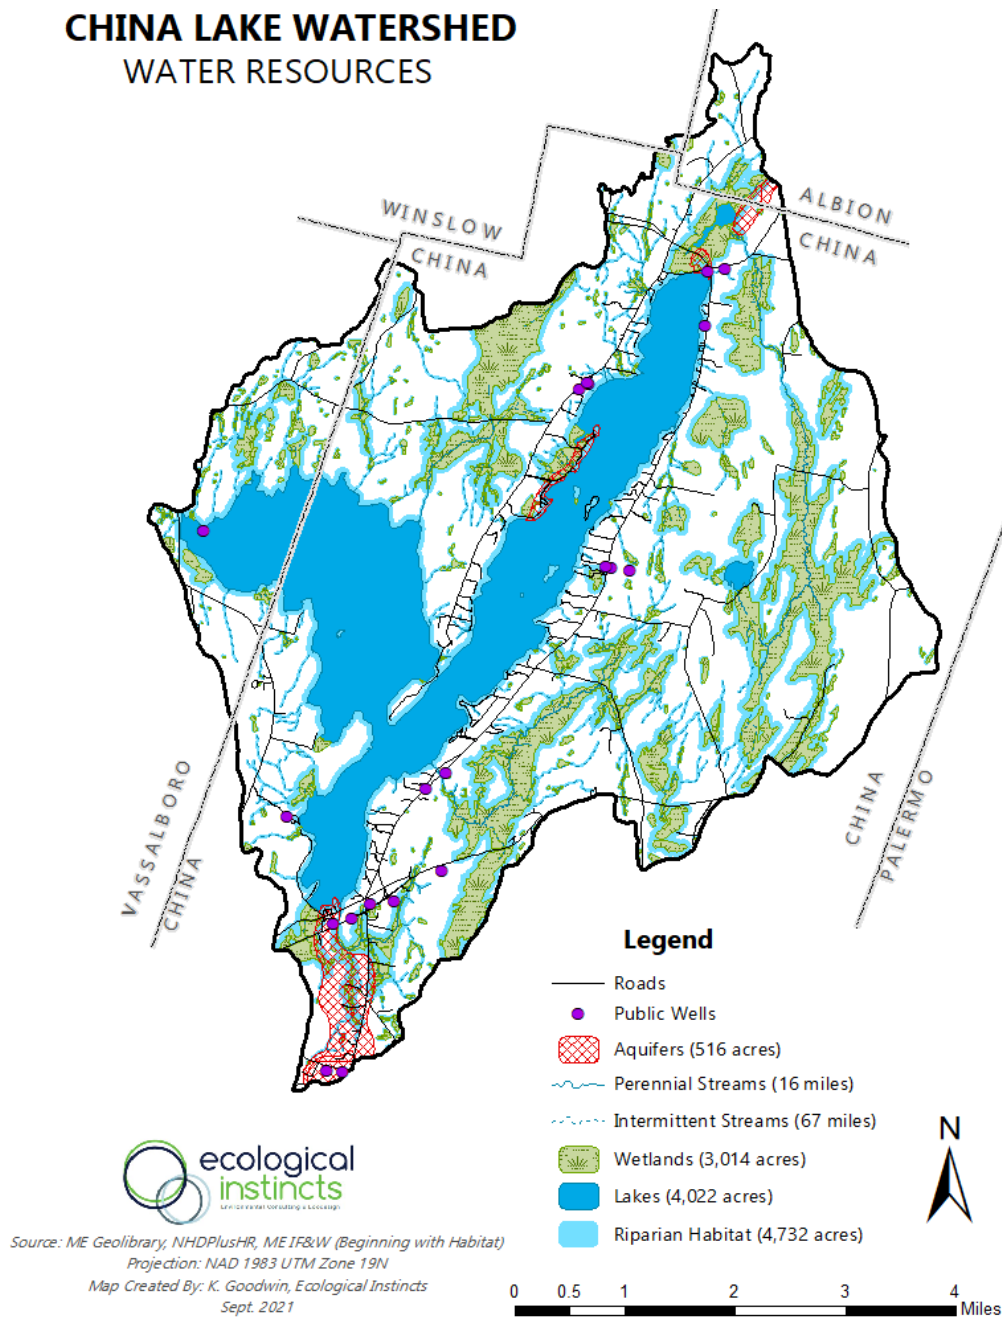 CHINA LAKE WATERSHED
WATER RESOURCES
WINSLOW
CHINA
ALBION
CHINA
VASSALBORO
CHINA
CHINA
PALERMO
Legend
Roads
Public Wells
Aquifers (516 acres)
Perennial Streams (16 miles)
Intermittent Streams (67 miles)
Wetlands (3,014 acres)
Lakes (4,022 acres)
Riparian Habitat (4,732 acres)
N
ecological
instincts
Environmental Consulting & Ecodesign
Source: ME Geolibrary, NHDPlusHR, ME IF&W (Beginning with Habitat)
Projection: NAD 1983 UTM Zone 19N
Map Created By: K. Goodwin, Ecological Instincts
Sept. 2021
0 0.5 1 2 3 4
Miles